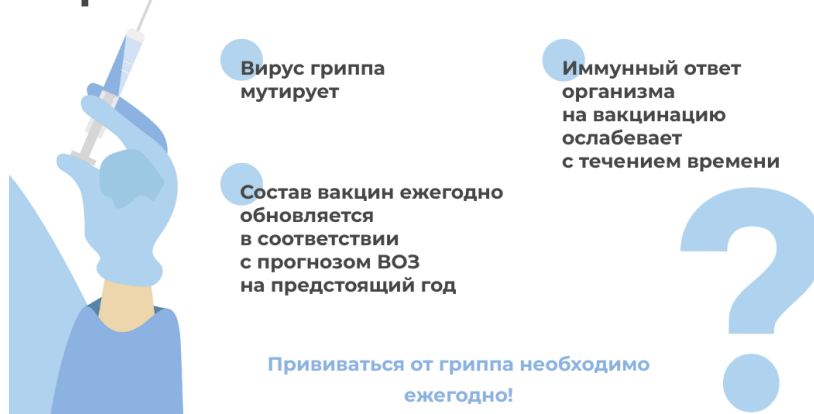 Вирус гриппа
мутирует
Иммунный ответ
организма
на вакцинацию
ослабевает
с течением времени
Состав вакцин ежегодно
обновляется
в соответствии
с прогнозом ВОЗ
на предстоящий год
?
Прививаться от гриппа необходимо
ежегодно!